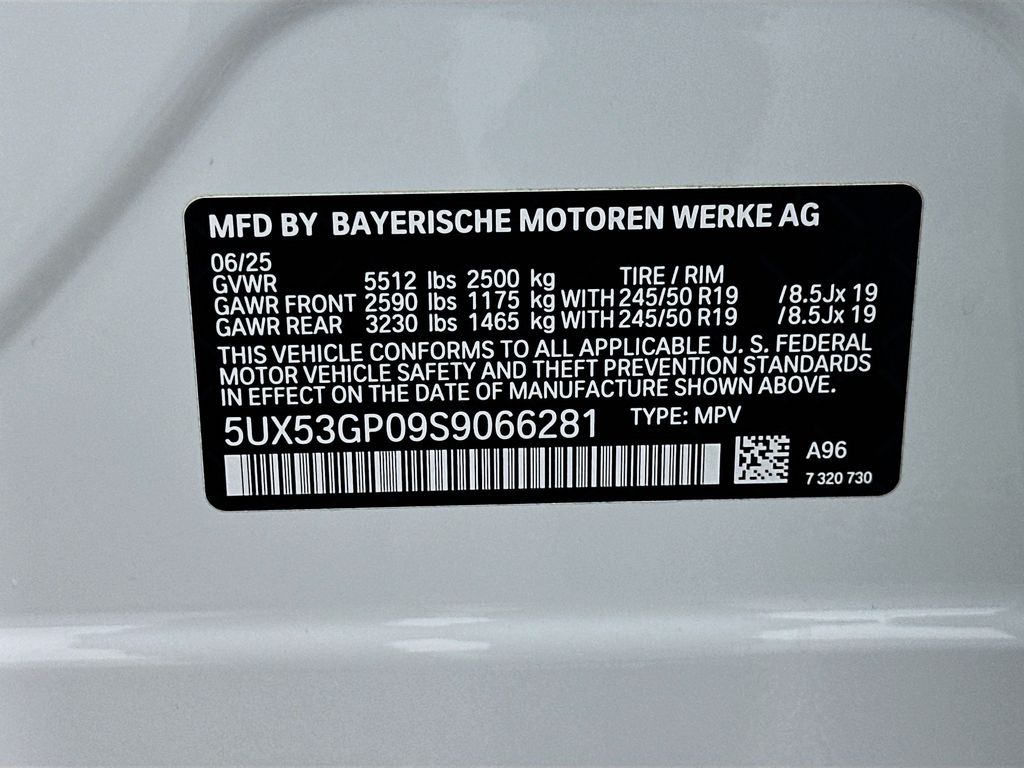 MFD BY BAYERISCHE MOTOREN WERKE AG
06/25
GVWR 5512 lbs 2500 kg TIRE / RIM
GAWR FRONT 2590 lbs 1175 kg WITH 245/50 R19 /8.5Jx 19
GAWR REAR 3230 lbs 1465 kg WITH 245/50 R19 /8.5Jx 19
THIS VEHICLE CONFORMS TO ALL APPLICABLE U. S. FEDERAL
MOTOR VEHICLE SAFETY AND THEFT PREVENTION STANDARDS
IN EFFECT ON THE DATE OF MANUFACTURE SHOWN ABOVE.
5UX53GP09S9066281 TYPE: MPV
A96
7 320 730